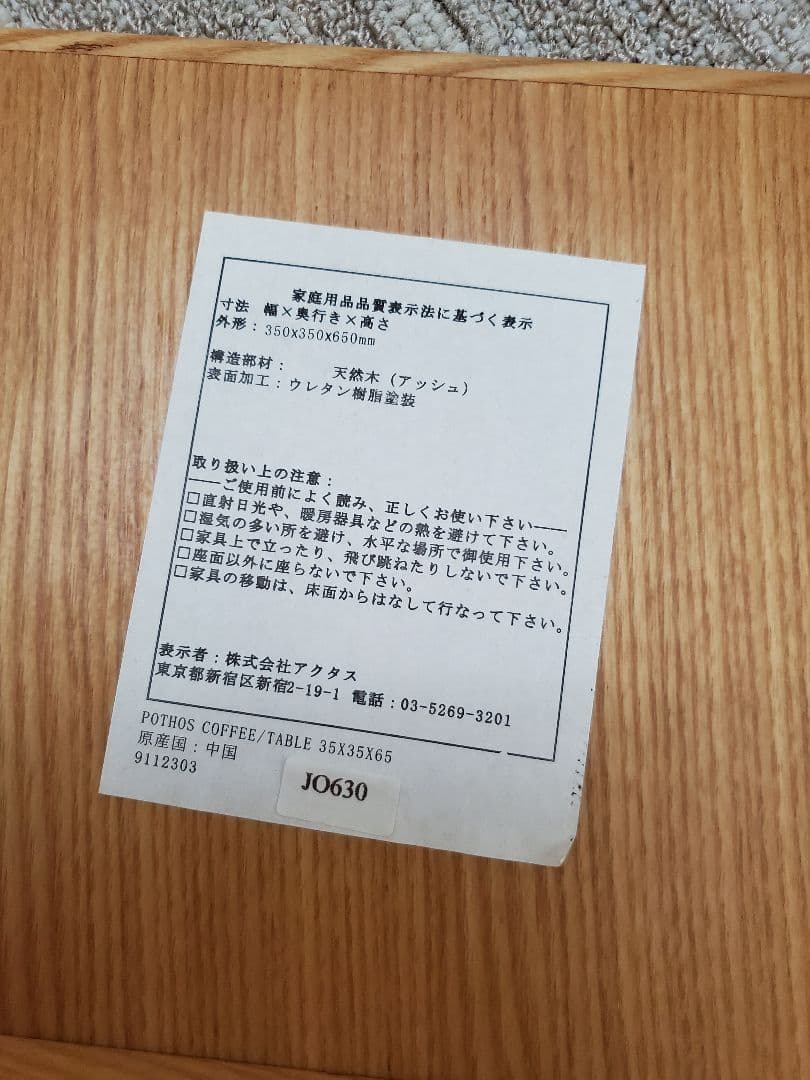 家庭用品品質表示法に基づく表示
寸法 幅×奥行き×高さ
外形：350x350x650mm
構造部材： 天然木（アッシュ）
表面加工：ウレタン樹脂塗装
取り扱い上の注意：
――ご使用前によく読み、正しくお使い下さい――
□直射日光や、暖房器具などの熱を避けて下さい。
□湿気の多い所を避け、水平な場所で御使用下さい。
□家具上で立ったり、飛び跳ねたりしないで下さい。
□座面以外に座らないで下さい。
□家具の移動は、床面からはなして行なって下さい。
表示者：株式会社アクタス
東京都新宿区新宿2-19-1 電話：03-5269-3201
POTHOS COFFEE/TABLE 35X35X65
原産国：中国
9112303
JO630